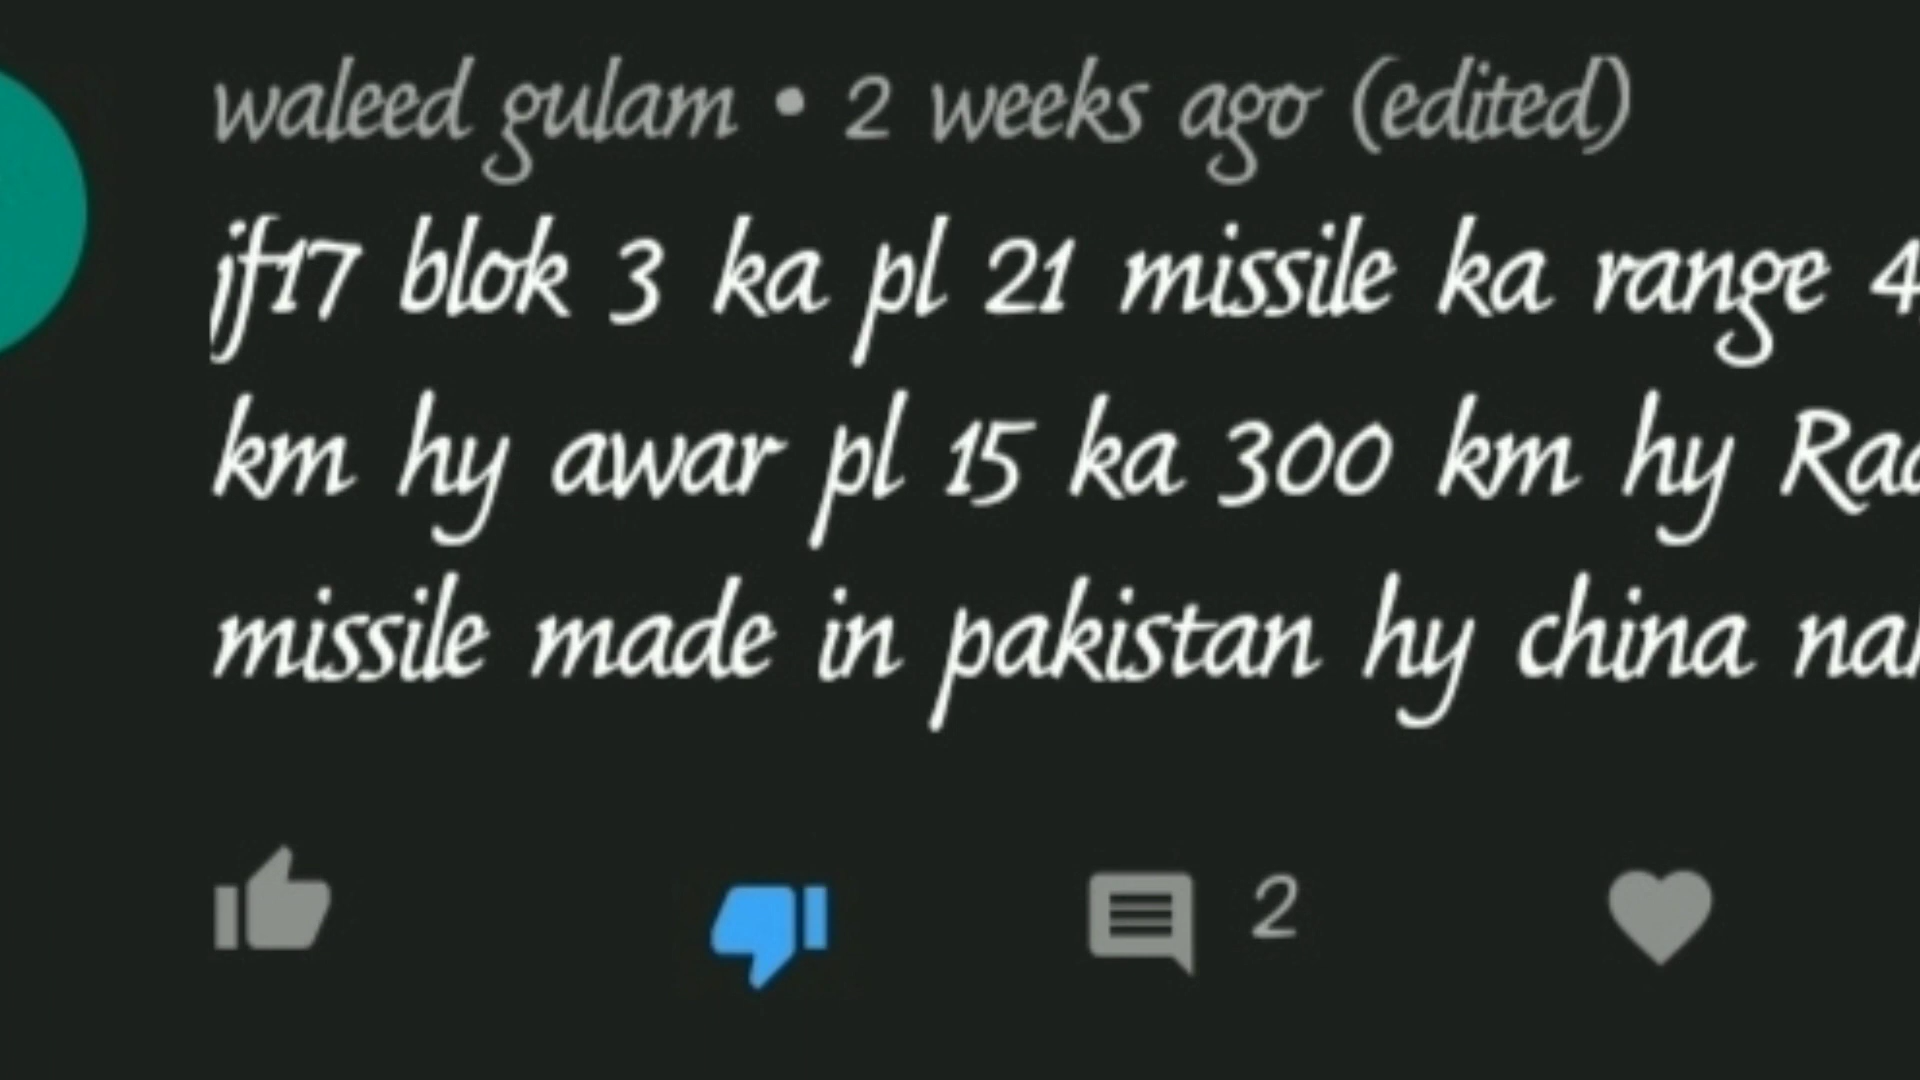 waleed gulam • 2 weeks ago (edited)
jf17 blok 3 ka pl 21 missile ka range
km hy awar pl 15 ka 300 km hy
missile made in pakistan hy china
2